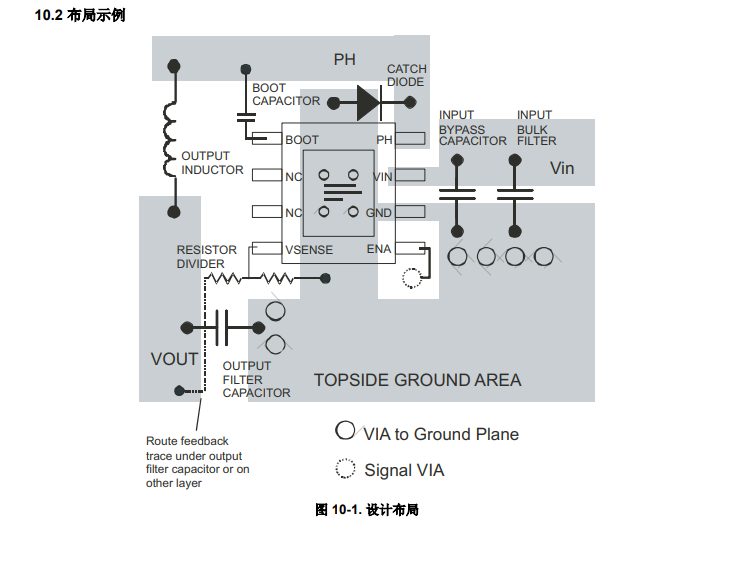 10.2 布局示例
PH
CATCH
DIODE
BOOT
CAPACITOR
INPUT
BYPASS
CAPACITOR
INPUT
BULK
FILTER
BOOT
PH
OUTPUT
INDUCTOR
NC
VIN
Vin
NC
GND
RESISTOR
DIVIDER
VSENSE
ENA
VOUT
OUTPUT
FILTER
CAPACITOR
TOPSIDE GROUND AREA
Route feedback
trace under output
filter capacitor or on
other layer
VIA to Ground Plane
Signal VIA
图 10-1. 设计布局